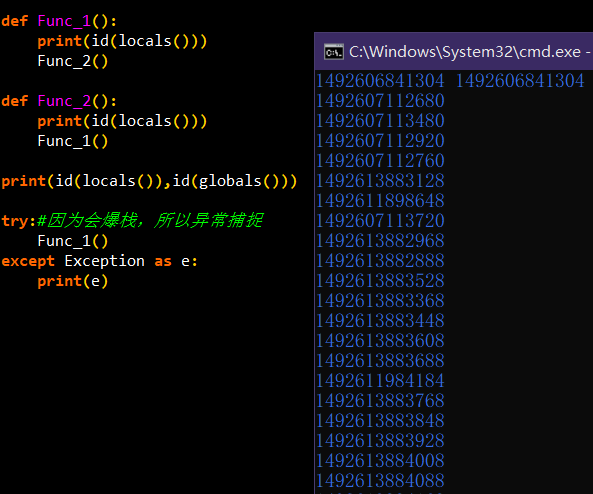 def Func_1():
    print(id(locals()))
    Func_2()
def Func_2():
    print(id(locals()))
    Func_1()
print(id(locals()),id(globals()))
try:#因为会爆栈，所以异常捕捉
    Func_1()
except Exception as e:
    print(e)
C:\Windows\System32\cmd.exe -
1492606841304 1492606841304
1492607112680
1492607113480
1492607112920
1492607112760
1492613883128
1492611898648
1492607113720
1492613882968
1492613882888
1492613883528
1492613883368
1492613883448
1492613883608
1492613883688
1492611984184
1492613883768
1492613883848
1492613883928
1492613884008
1492613884088